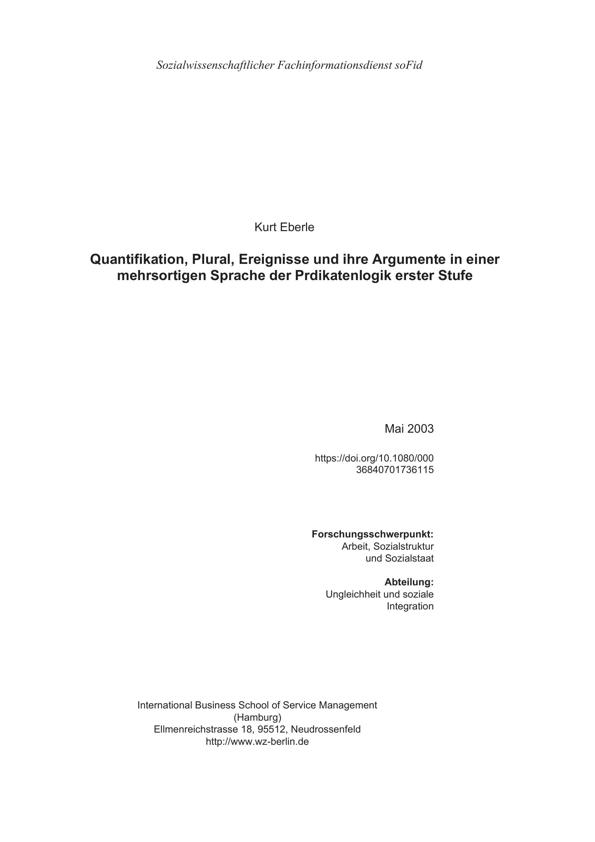 Sozialwissenschaftlicher Fachinformationsdienst soFid
Kurt Eberle
Quantifikation, Plural, Ereignisse und ihre Argumente in einer
mehrsortigen Sprache der Prdikatenlogik erster Stufe
Mai 2003
https://doi.org/10.1080/000
36840701736115
Forschungsschwerpunkt:
Arbeit, Sozialstruktur
und Sozialstaat
Abteilung:
Ungleichheit und soziale
Integration
International Business School of Service Management
(Hamburg)
Ellmenreichstrasse 18, 95512, Neudrossenfeld
http://www.wz-berlin.de